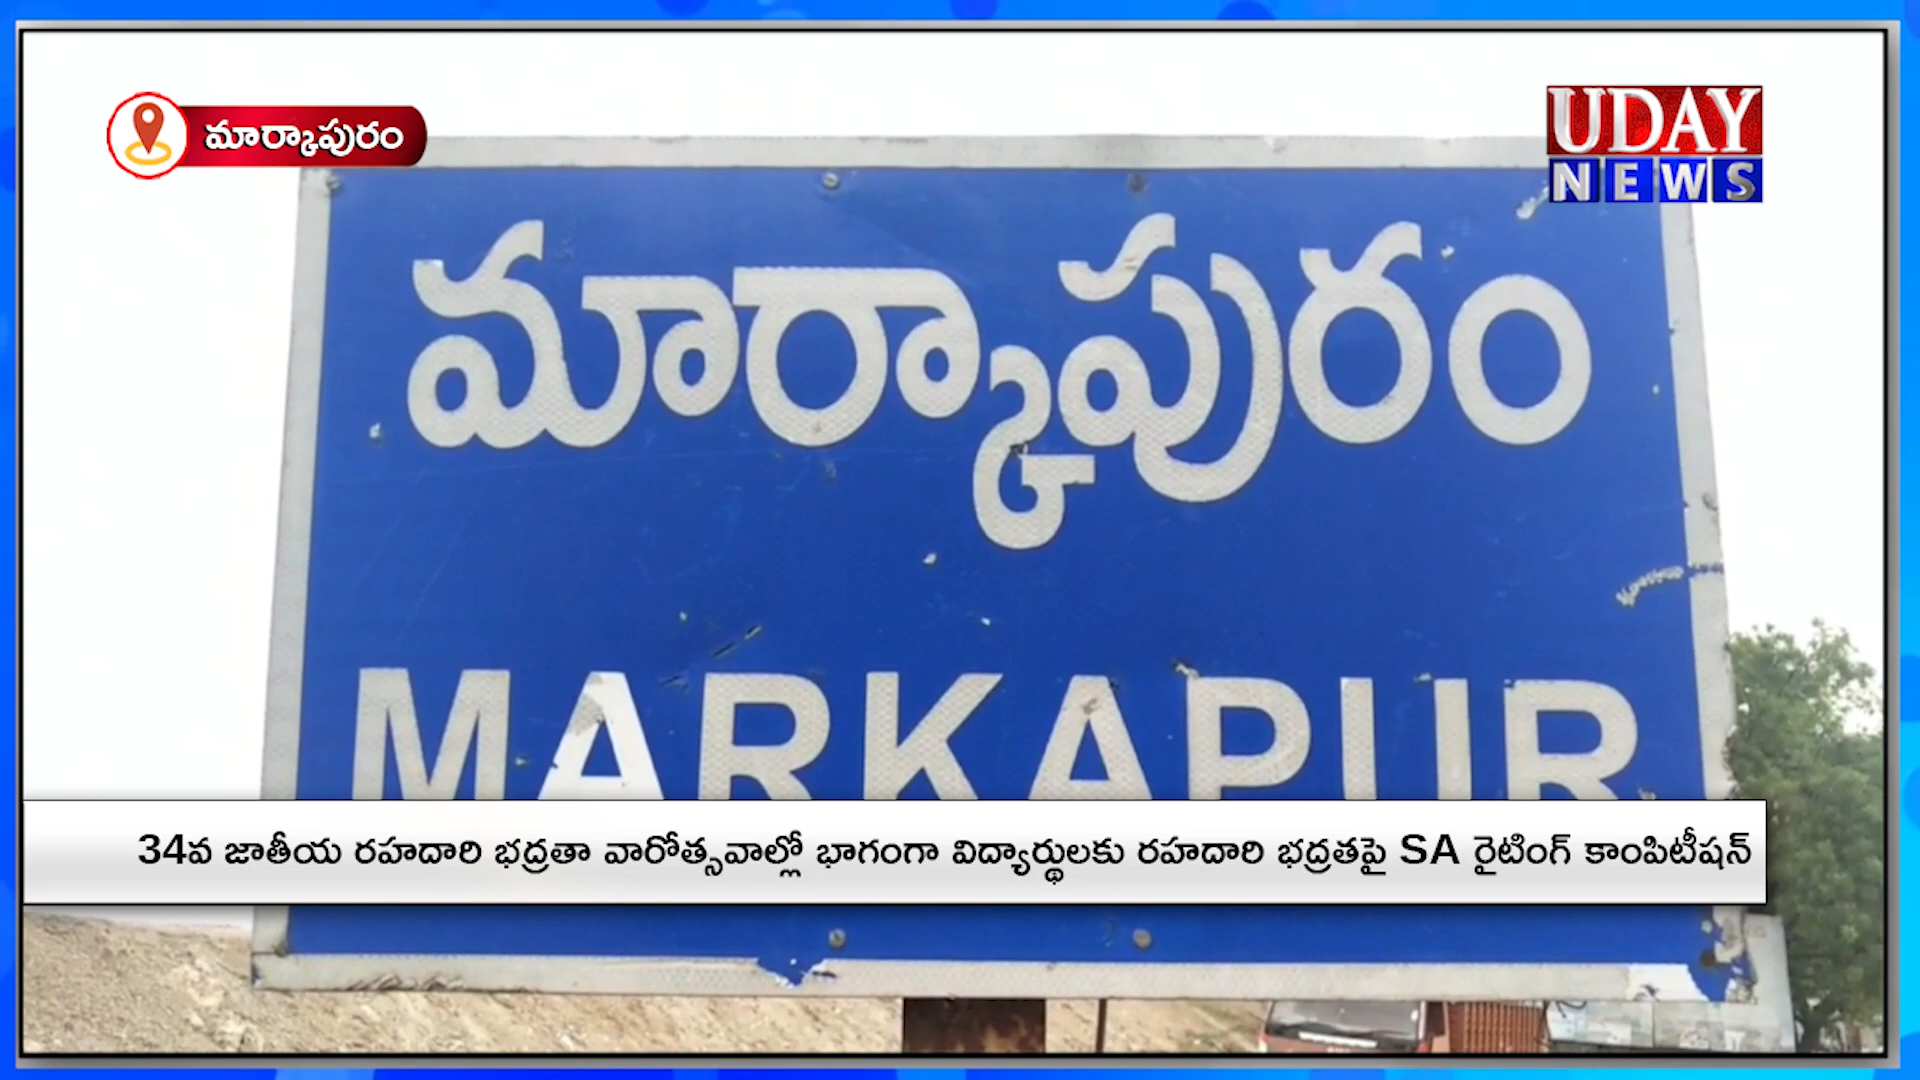 మార్కాపురం
UDAY
NEWS
మార్కాపురం
MARKAPUR
34వ జాతీయ రహదారి భద్రతా వారోత్సవాల్లో భాగంగా విద్యార్థులకు రహదారి భద్రతపై SA రైటింగ్ కాంపిటీషన్